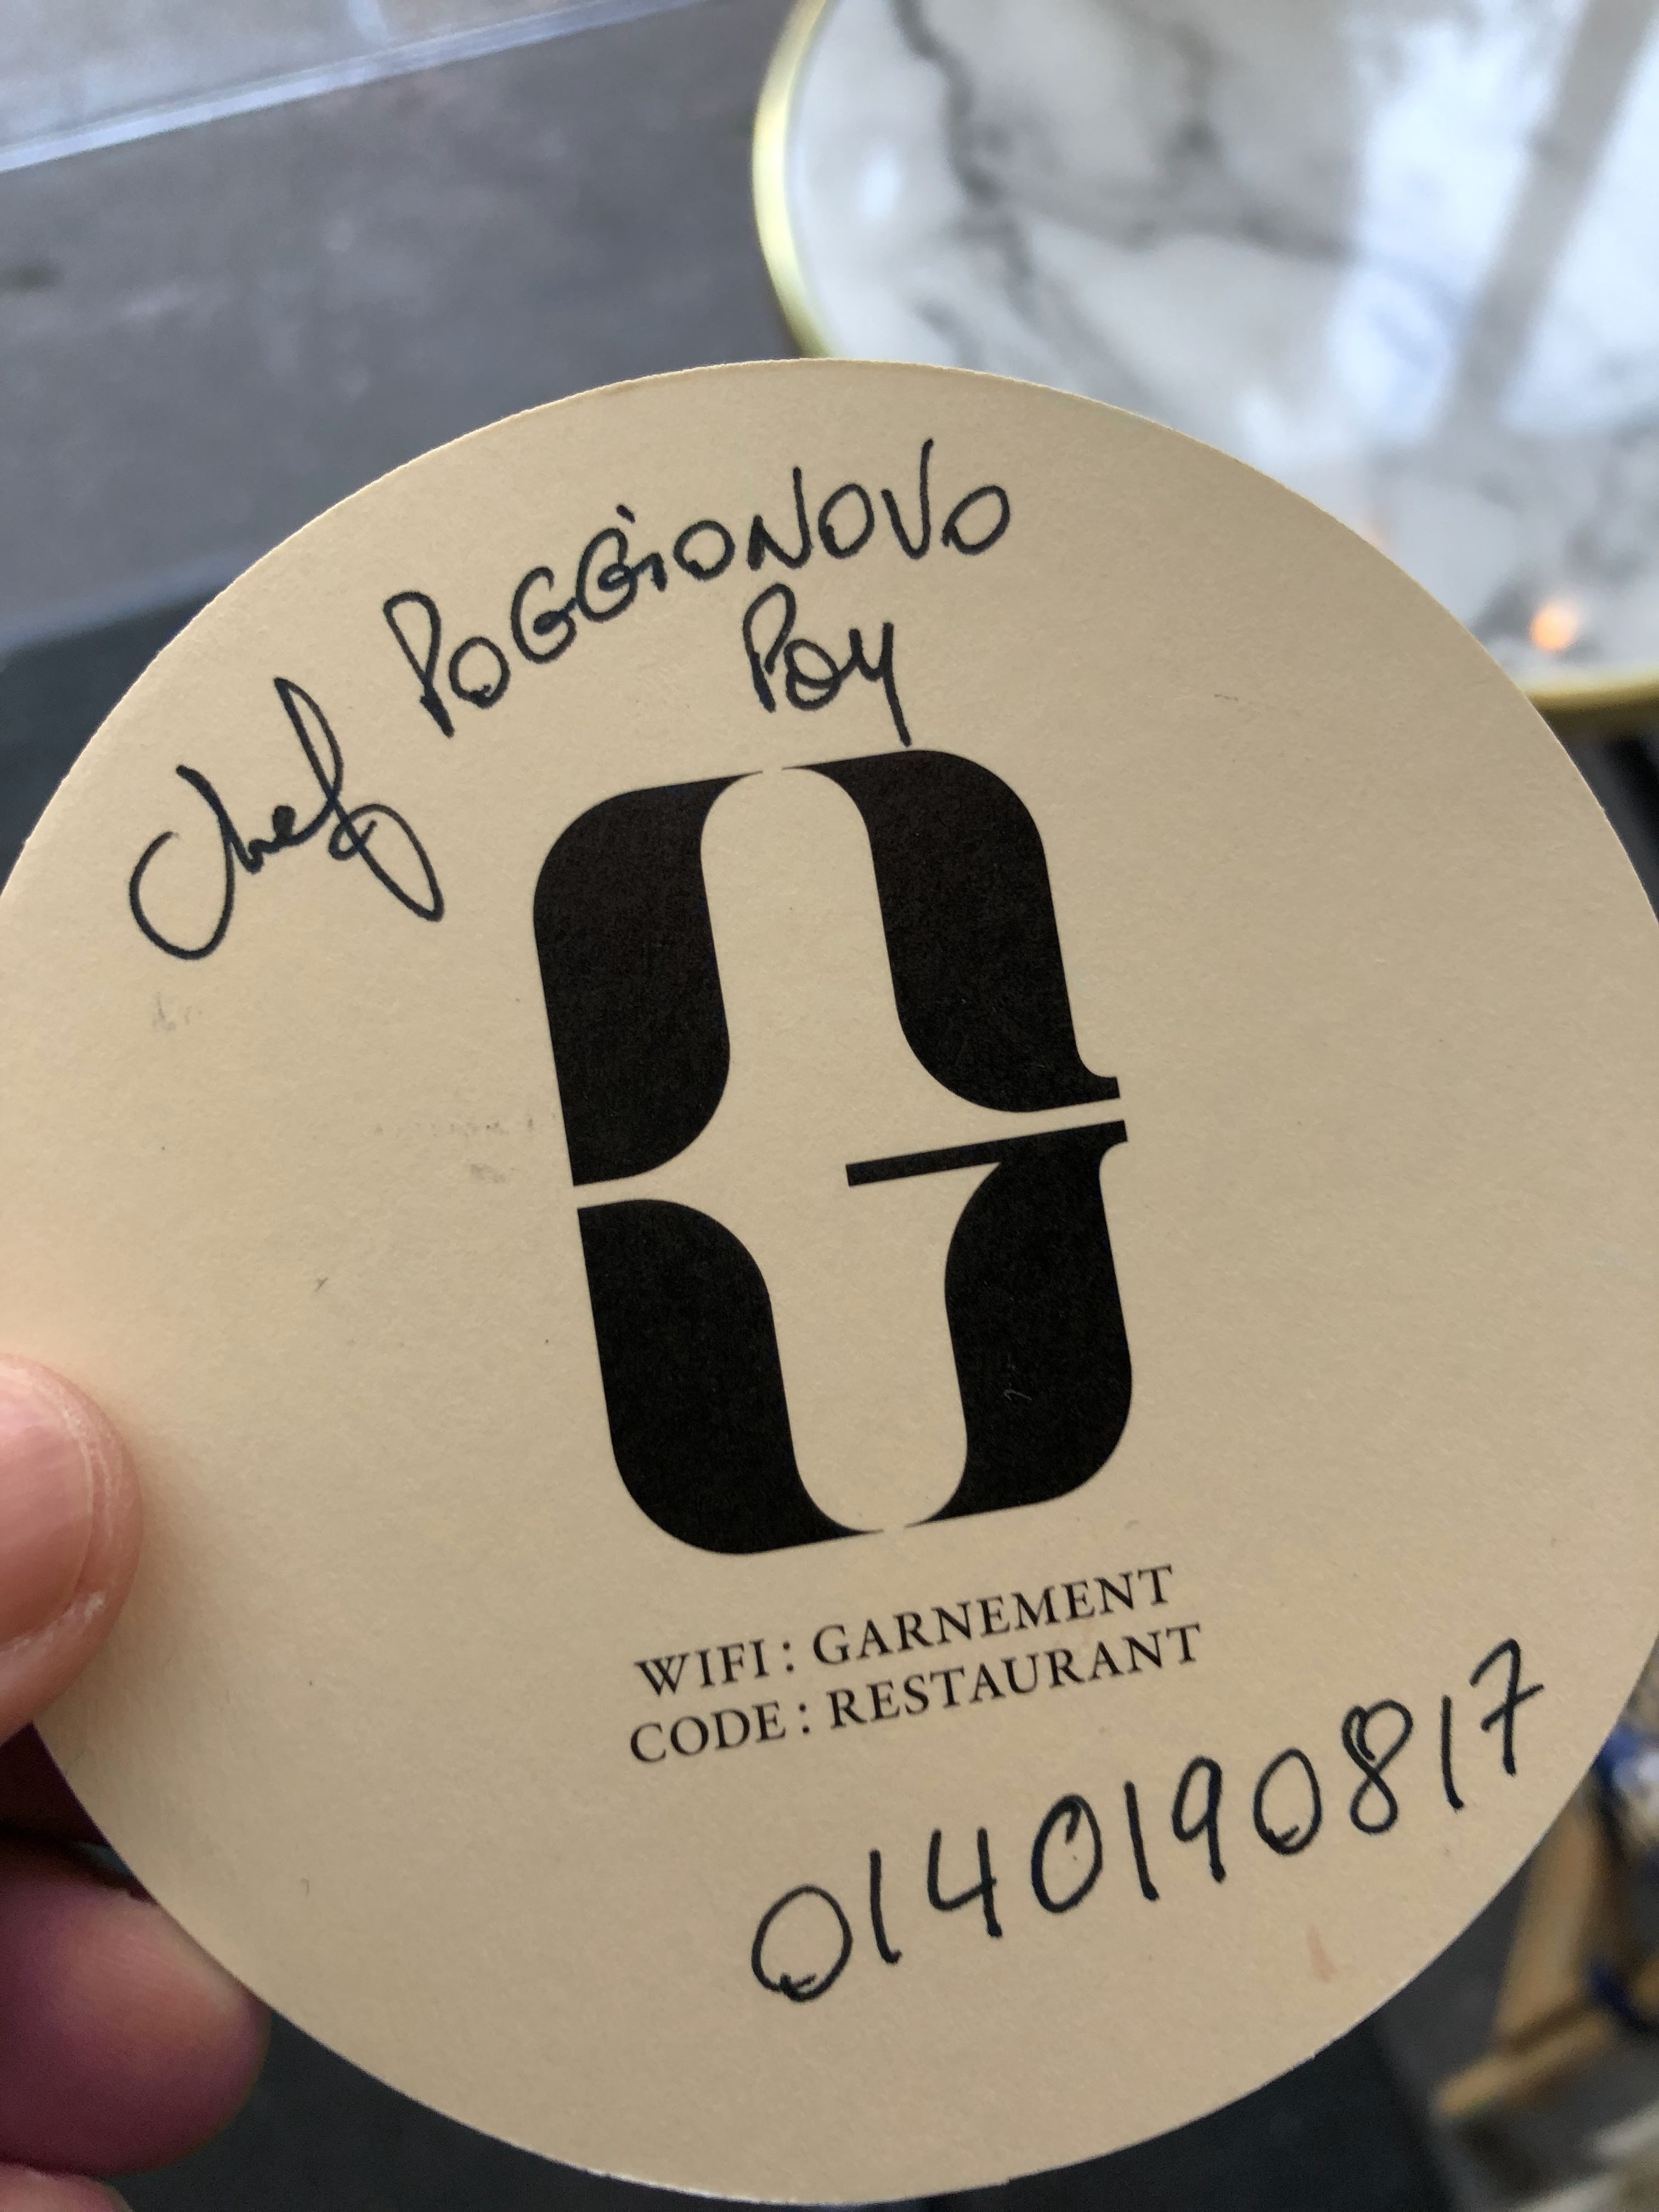 chef POGGiONOVO
Poy
G
WIFI : GARNEMENT
CODE : RESTAURANT
0140190817